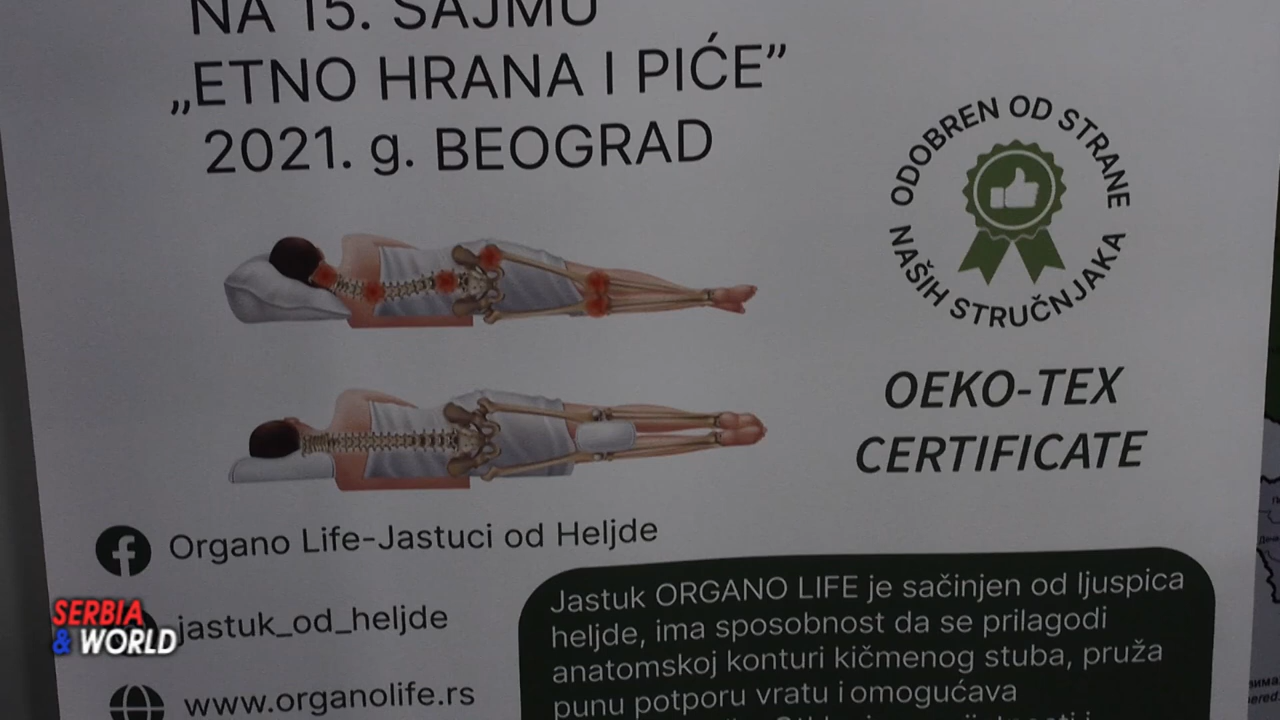 NA 15. SAJMU
„ETNO HRANA I PIĆE”
2021. g. BEOGRAD
ODOBREN OD STRANE
NAŠIH STRUČNJAKA
OEKO-TEX
CERTIFICATE
Organo Life-Jastuci od Heljde
jastuk_od_heljde
www.organolife.rs
Jastuk ORGANO LIFE je sačinjen od ljuspica
heljde, ima sposobnost da se prilagodi
anatomskoj konturi kičmenog stuba, pruža
punu potporu vratu i omogućava
SERBIA
& WORLD